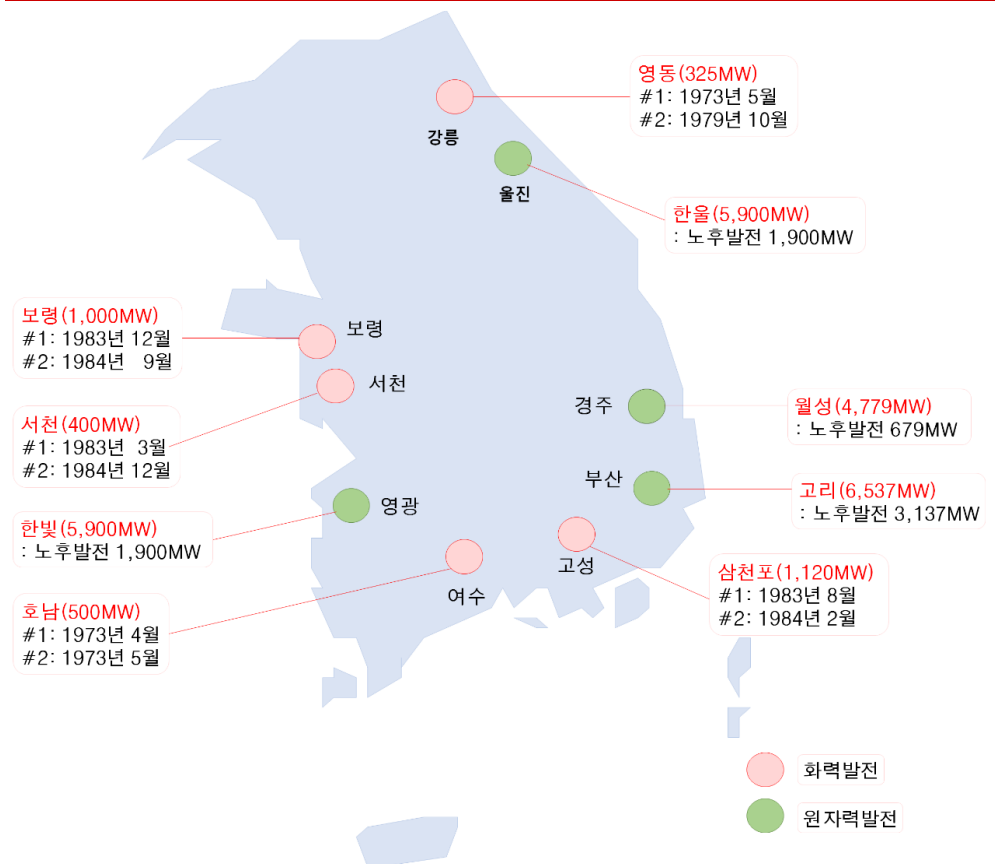 영동(325MW)
#1: 1973년 5월
#2: 1979년 10월
강릉
울진
한울(5,900MW)
: 노후발전 1,900MW
보령(1,000MW)
#1: 1983년 12월
#2: 1984년 9월
보령
서천
서천(400MW)
#1: 1983년 3월
#2: 1984년 12월
경주
월성(4,779MW)
: 노후발전 679MW
부산
고리(6,537MW)
: 노후발전 3,137MW
영광
한빛(5,900MW)
: 노후발전 1,900MW
고성
삼천포(1,120MW)
#1: 1983년 8월
#2: 1984년 2월
여수
호남(500MW)
#1: 1973년 4월
#2: 1973년 5월
화력발전
원자력발전